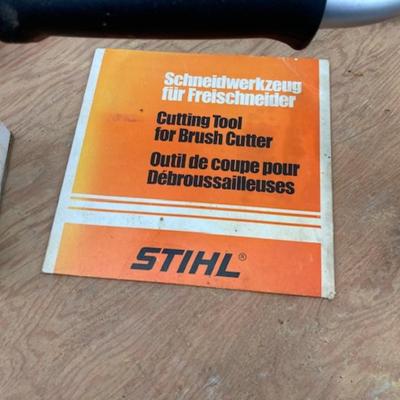 Schneidwerkzeug
für Freischneider
Cutting Tool
for Brush Cutter
Outil de coupe pour
Débroussailleuses
STIHL®